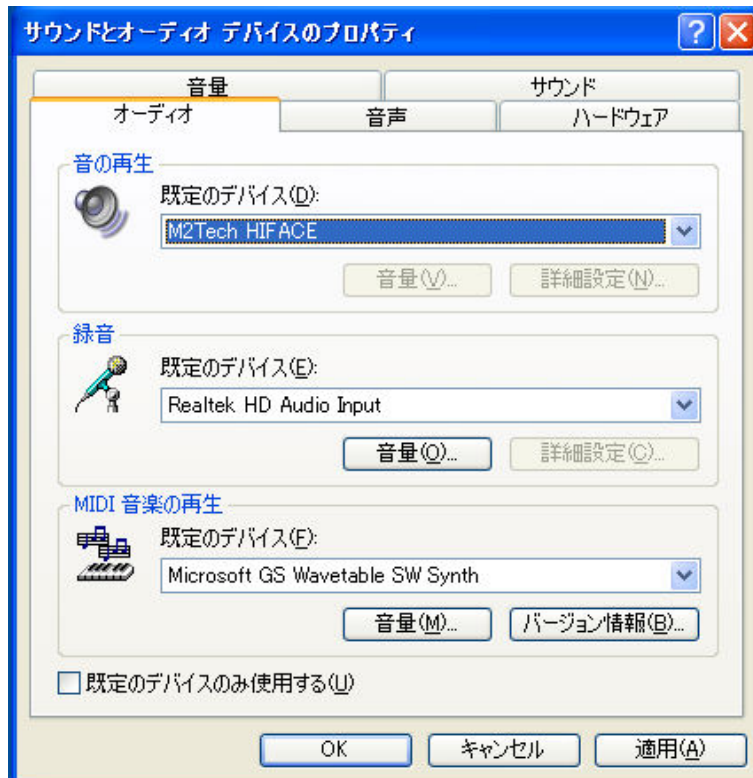 サウンドとオーディオ デバイスのプロパティ
音量
サウンド
オーディオ
音声
ハードウェア
音の再生
既定のデバイス(D):
M2Tech HIFACE
音量(V)...
詳細設定(N)...
録音
既定のデバイス(E):
Realtek HD Audio Input
音量(O)...
詳細設定(C)...
MIDI 音楽の再生
既定のデバイス(F):
Microsoft GS Wavetable SW Synth
音量(M)...
バージョン情報(B)...
既定のデバイスのみ使用する(U)
OK
キャンセル
適用(A)